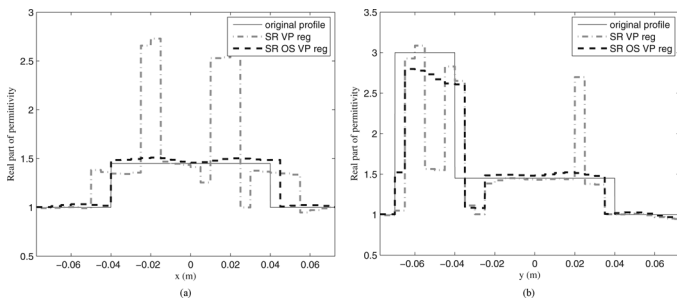 original profile
SR VP reg
SR OS VP reg
Real part of permittivity
3
2.5
2
1.5
1
0.5
−0.06
−0.04
−0.02
0
0.02
0.04
0.06
x (m)
(a)
original profile
SR VP reg
SR OS VP reg
Real part of permittivity
3.5
3
2.5
2
1.5
1
0.5
−0.06
−0.04
−0.02
0
0.02
0.04
0.06
y (m)
(b)